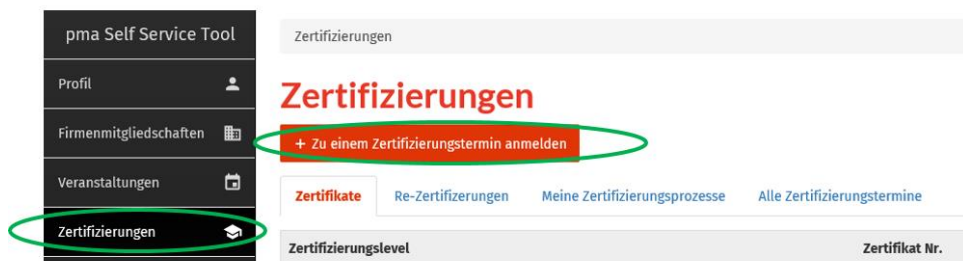 pma Self Service Tool
Profil
Firmenmitgliedschaften
Veranstaltungen
Zertifizierungen
Zertifizierungen
Zertifizierungen
+ Zu einem Zertifizierungstermin anmelden
Zertifikate Re-Zertifizerungen Meine Zertifizierungsprozesse Alle Zertifizierungstermine
Zertifizierungslevel Zertifikat Nr.